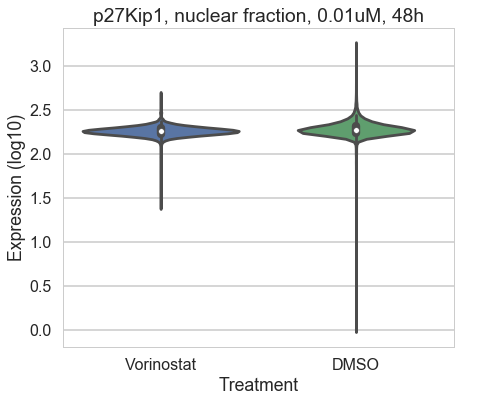 p27Kip1, nuclear fraction, 0.01uM, 48h
Expression (log10)
3.0
2.5
2.0
1.5
1.0
0.5
0.0
Vorinostat DMSO
Treatment